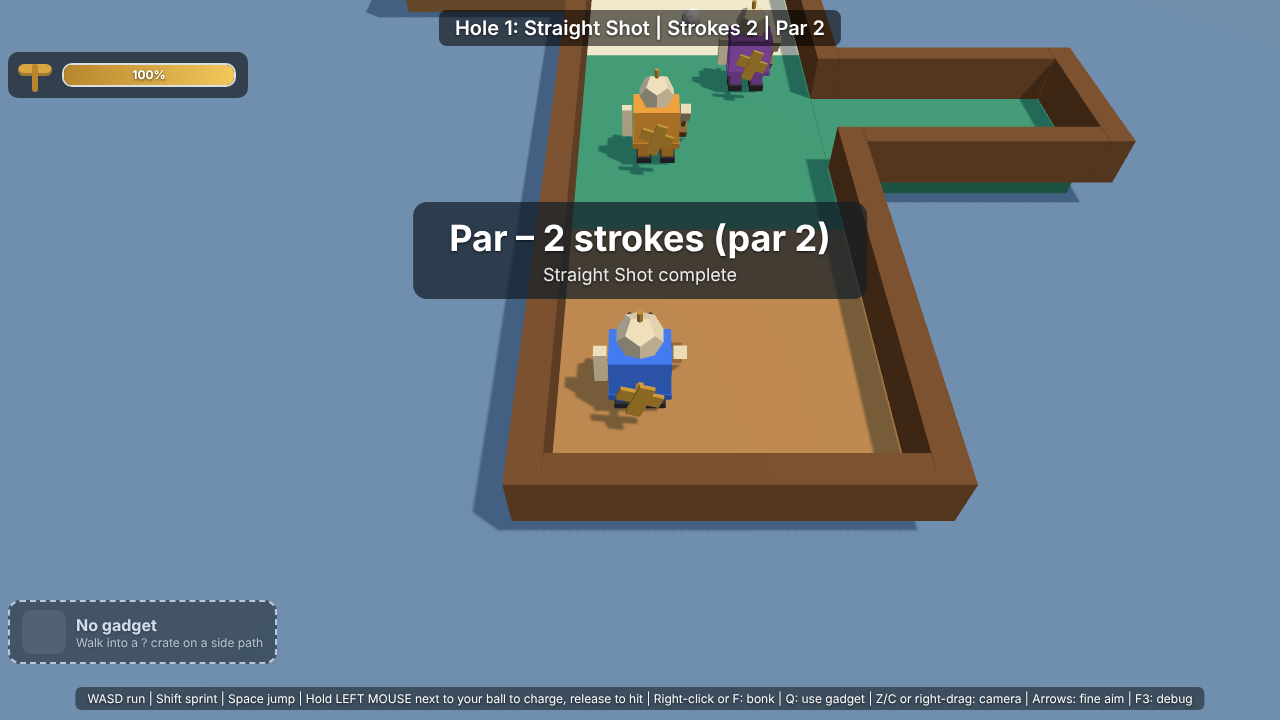 Hole 1: Straight Shot | Strokes 2 | Par 2
100%
Par – 2 strokes (par 2)
Straight Shot complete
No gadget
Walk into a ? crate on a side path
WASD run | Shift sprint | Space jump | Hold LEFT MOUSE next to your ball to charge, release to hit | Right-click or F: bonk | Q: use gadget | Z/C or right-drag: camera | Arrows: fine aim | F3: debug